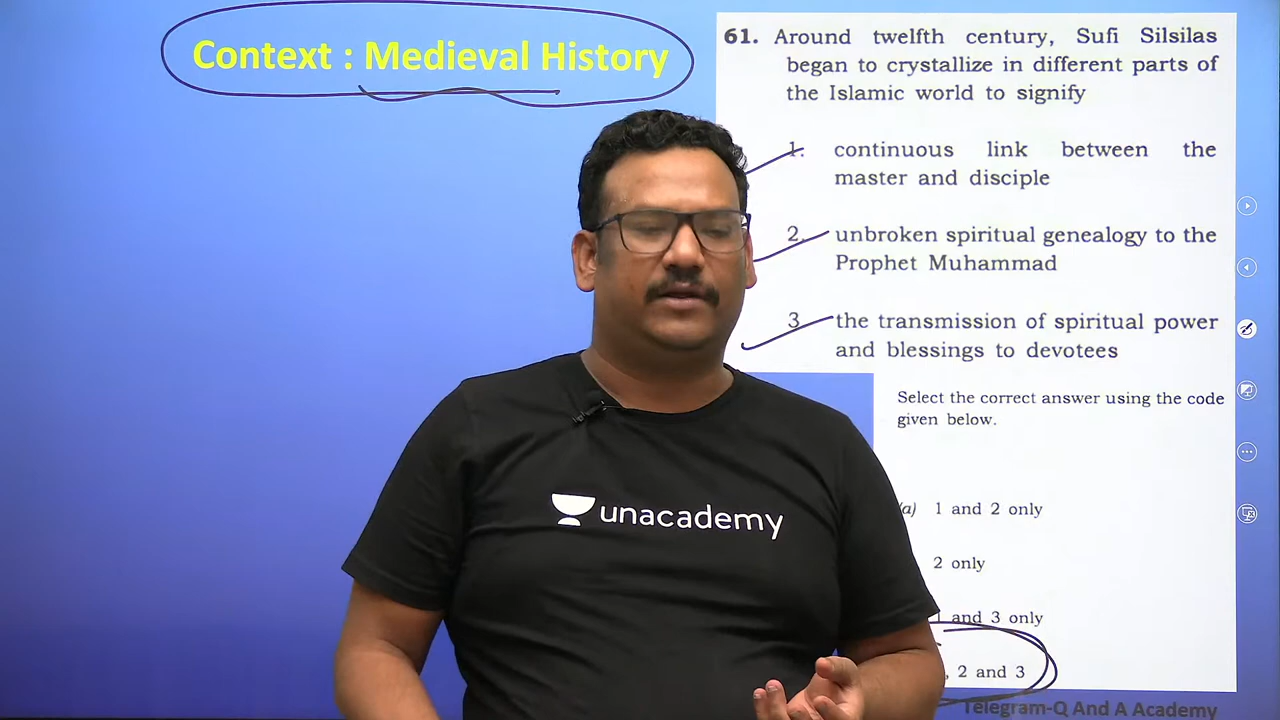 Context : Medieval History
61. Around twelfth century, Sufi Silsilas
began to crystallize in different parts of
the Islamic world to signify
1. continuous link between the
master and disciple
2. unbroken spiritual genealogy to the
Prophet Muhammad
3. the transmission of spiritual power
and blessings to devotees
Select the correct answer using the code
given below.
(a) 1 and 2 only
2 only
1 and 3 only
, 2 and 3
unacademy
Telegram-Q And A Academy